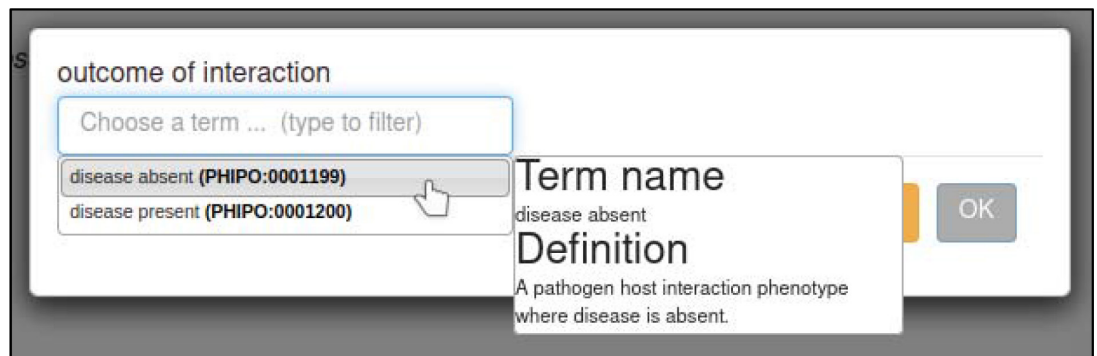 s
outcome of interaction
Choose a term ... (type to filter)
disease absent (PHIPO:0001199)
disease present (PHIPO:0001200)
Term name
disease absent
Definition
A pathogen host interaction phenotype
where disease is absent.
OK